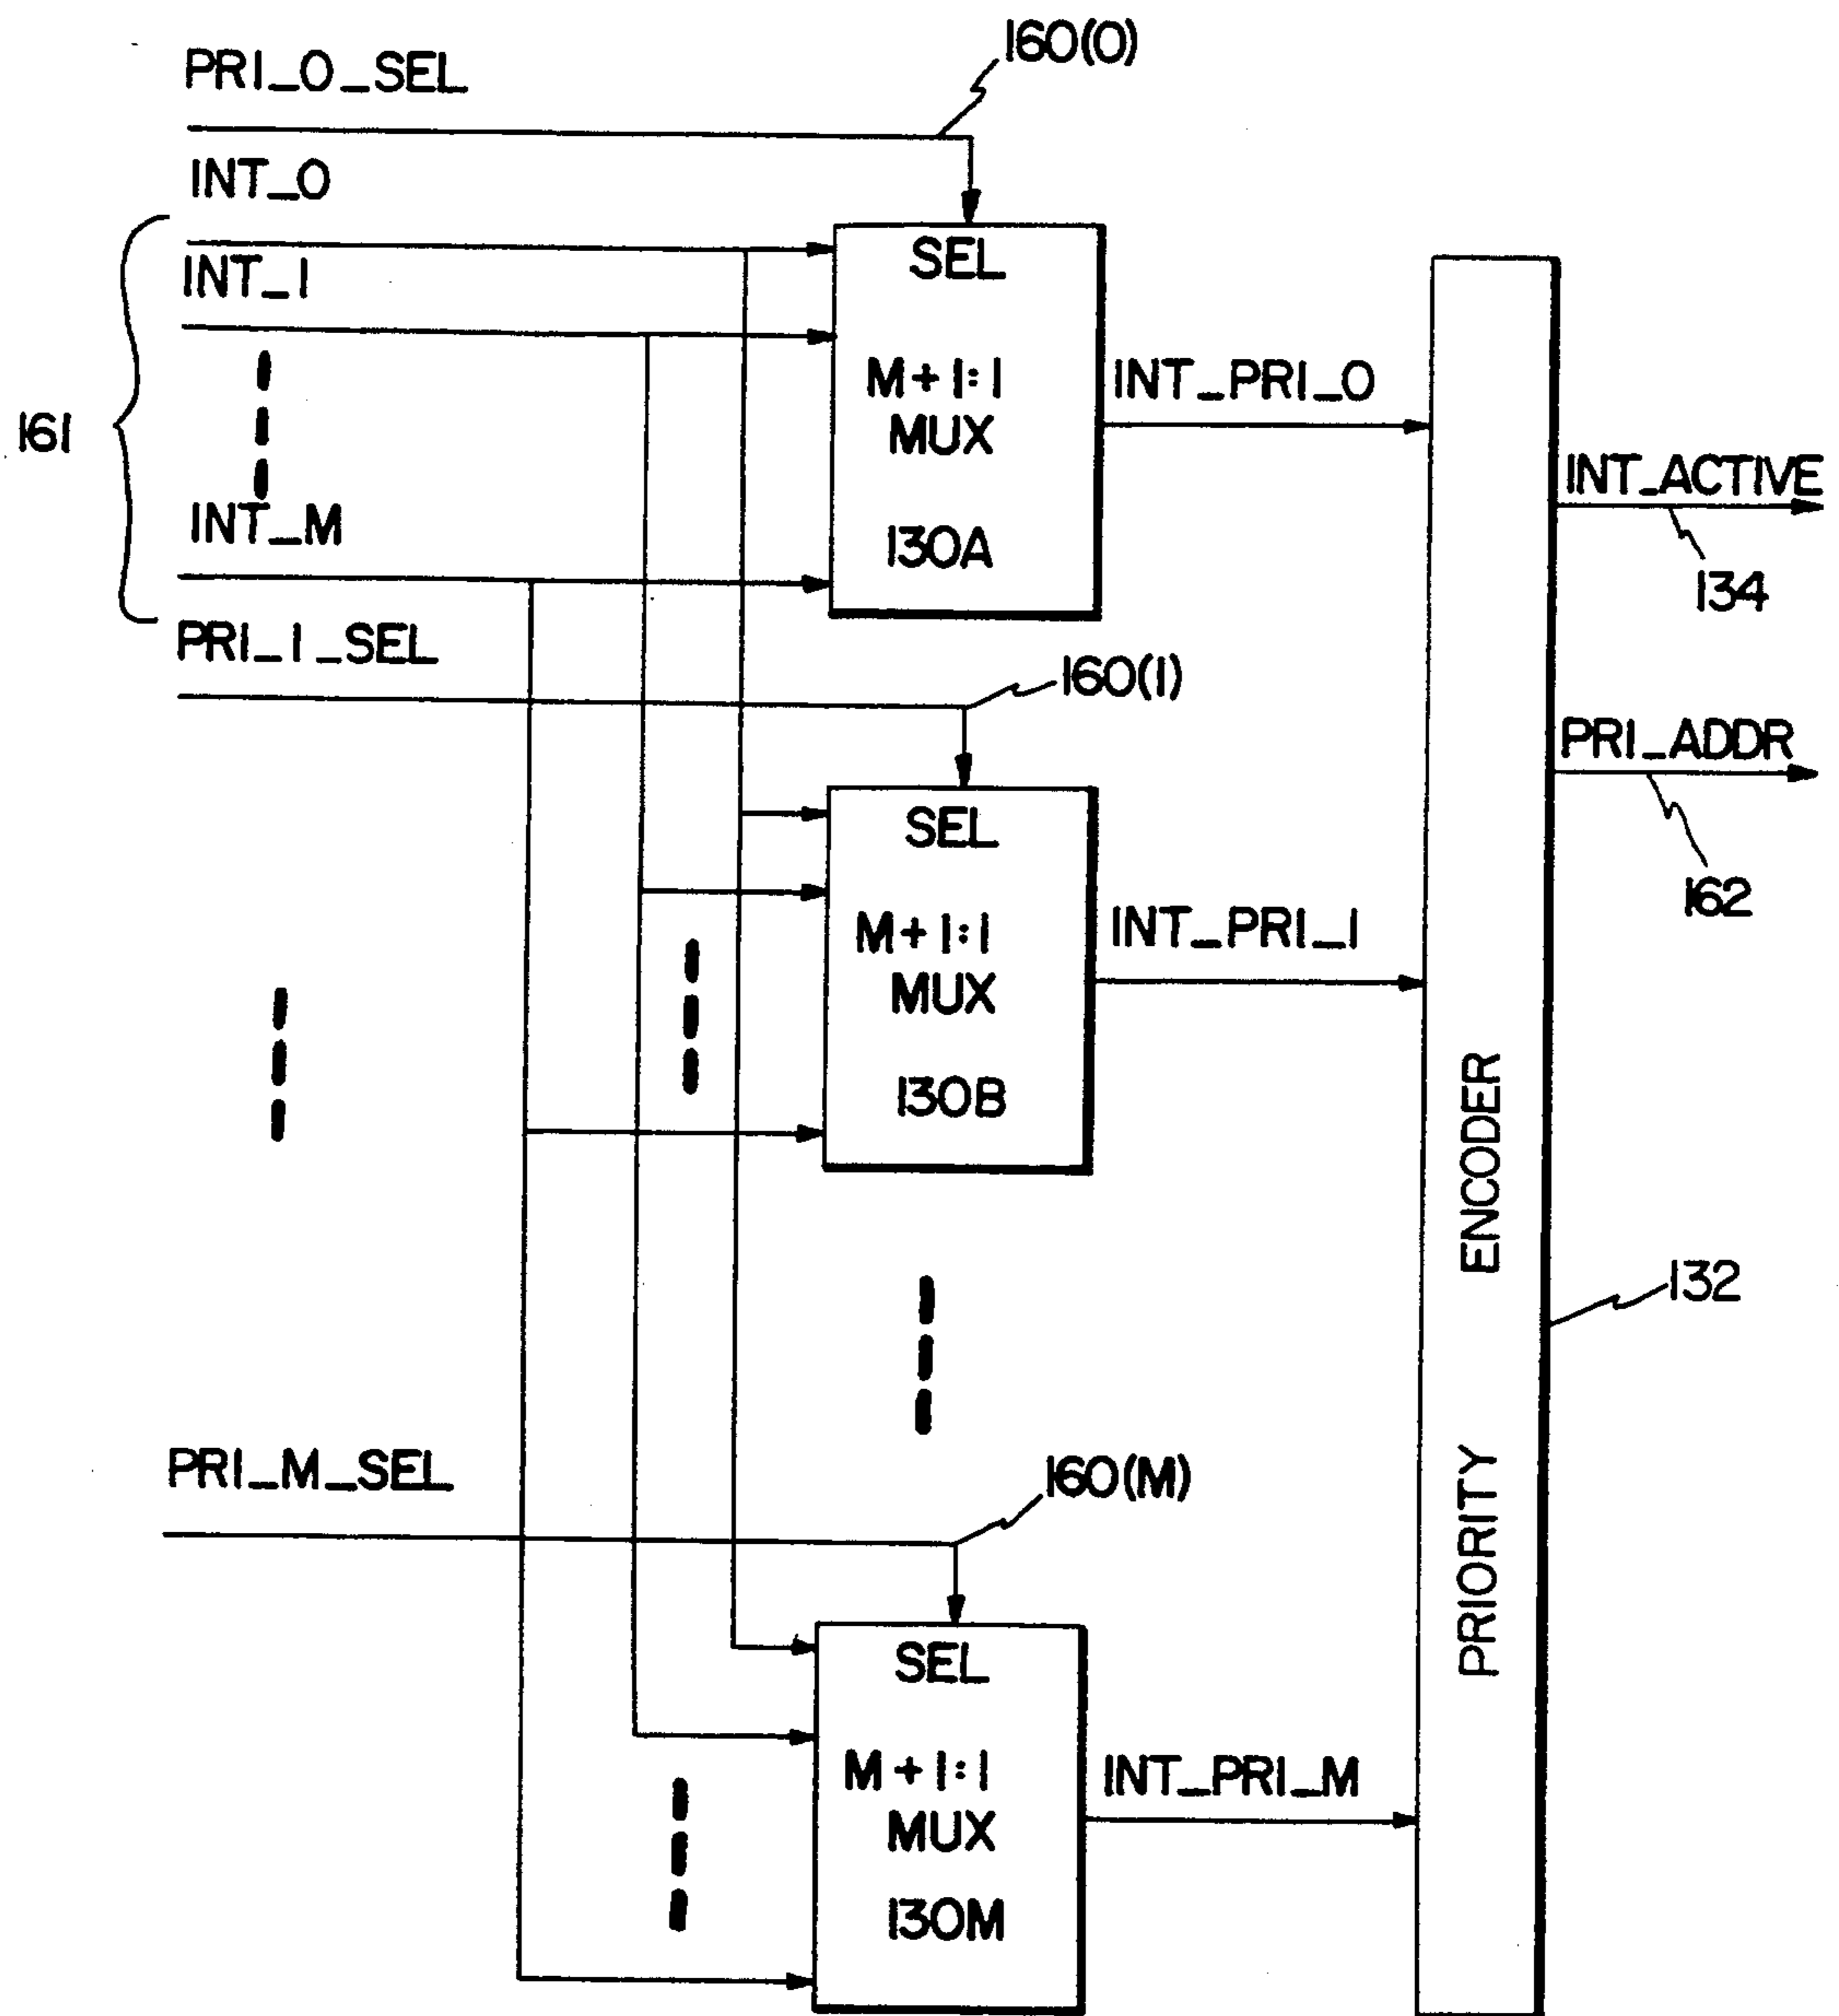 160(0)
PRI_0_SEL
INT_0
INT_1
161
INT_M
SEL
M+1:1
MUX
130A
INT_PRI_0
INT_ACTIVE
134
PRI_1_SEL
160(1)
PRI_ADDR
162
SEL
M+1:1
MUX
130B
INT_PRI_1
PRIORITY ENCODER
132
PRI_M_SEL
160(M)
SEL
M+1:1
MUX
130M
INT_PRI_M